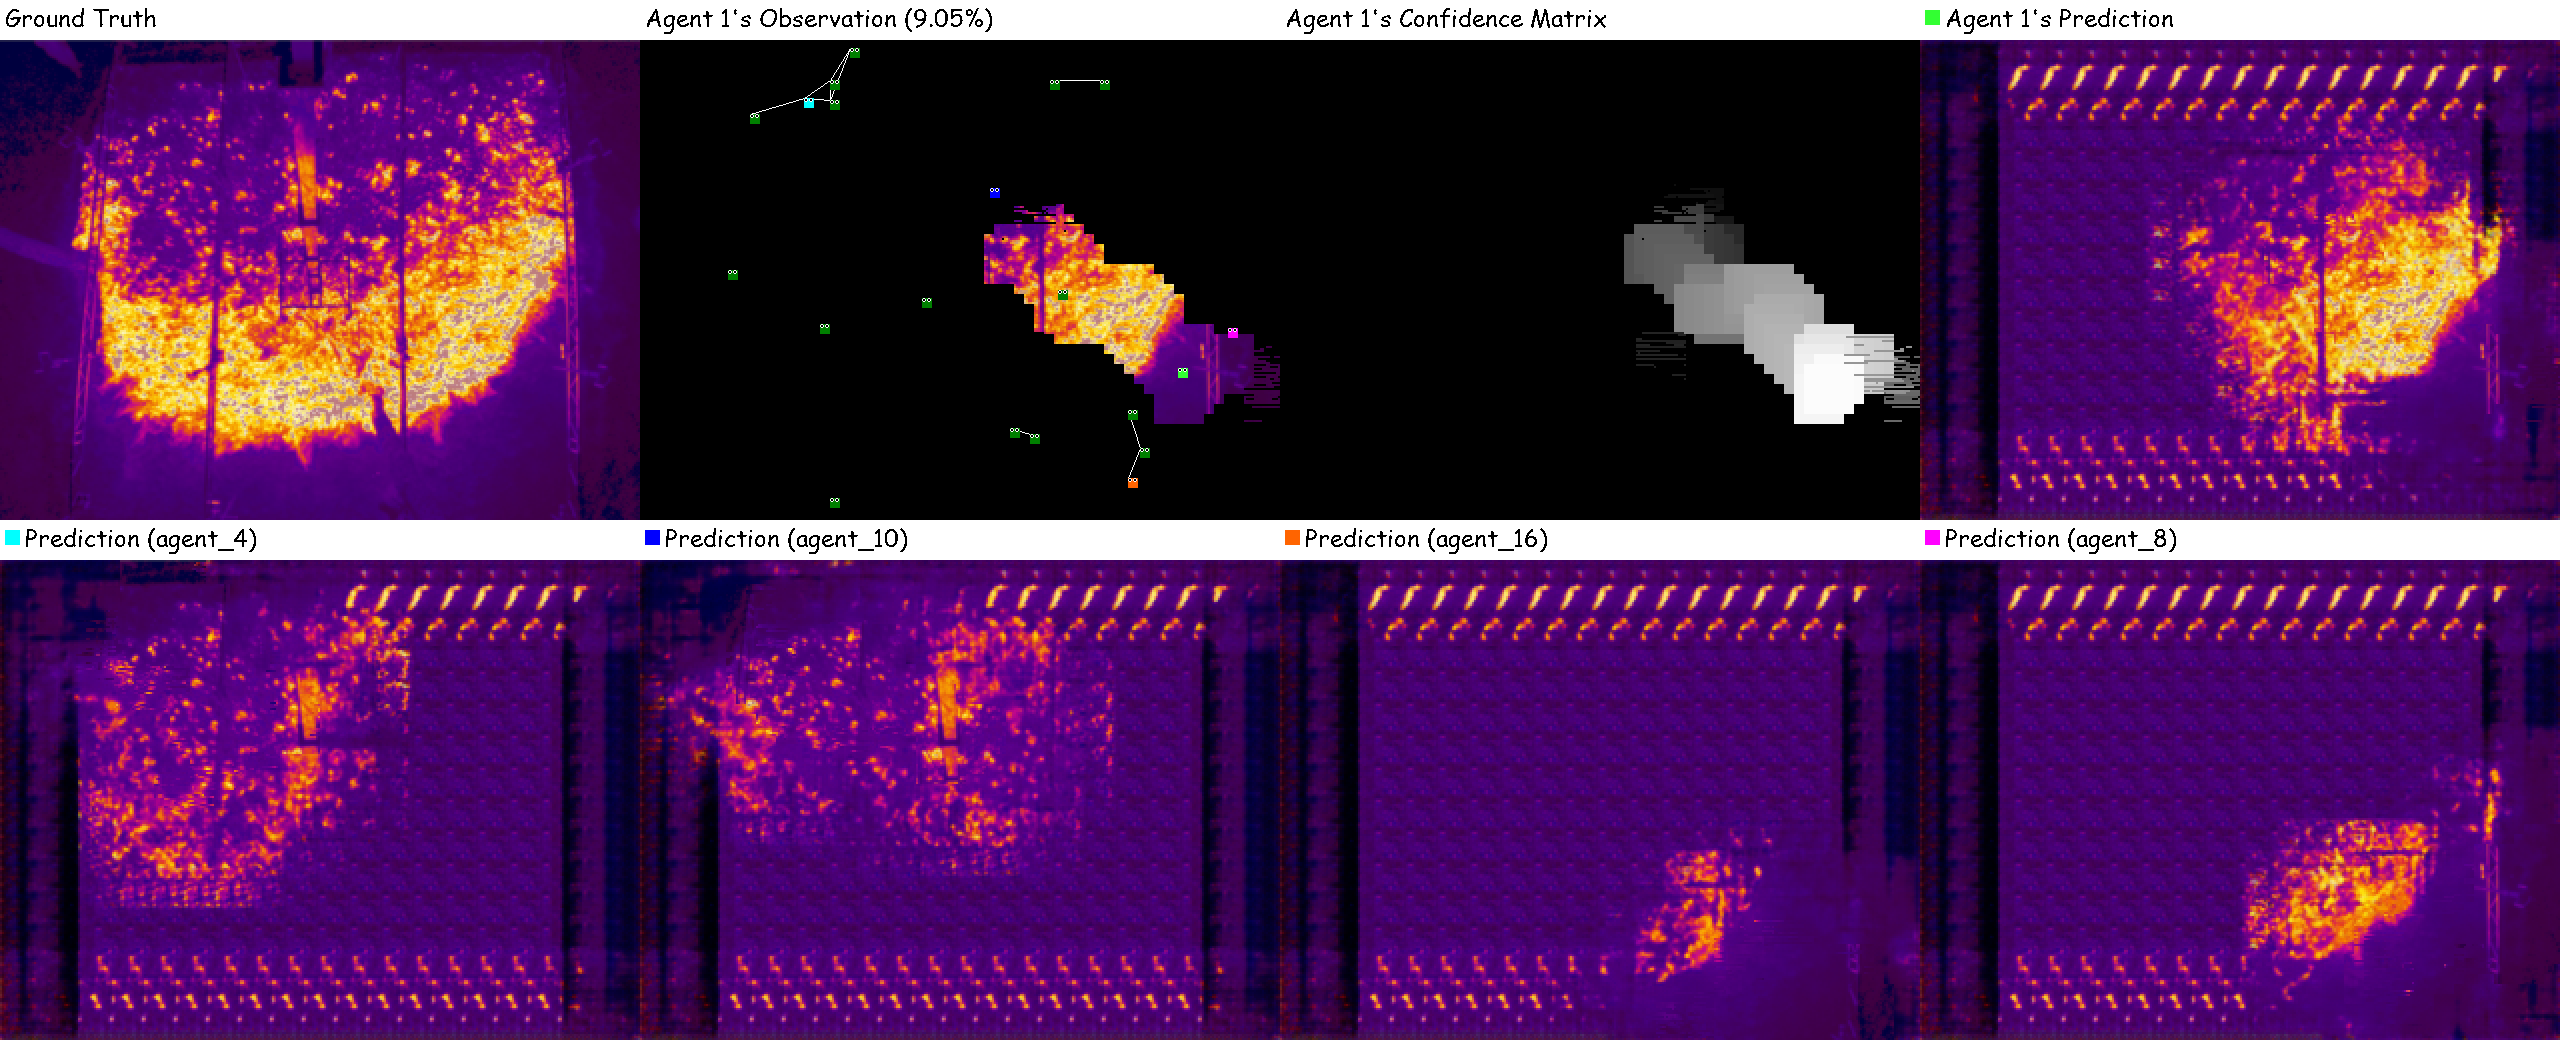 Ground Truth
Agent 1's Observation (9.05%)
Agent 1's Confidence Matrix
Agent 1's Prediction
Prediction (agent_4)
Prediction (agent_10)
Prediction (agent_16)
Prediction (agent_8)